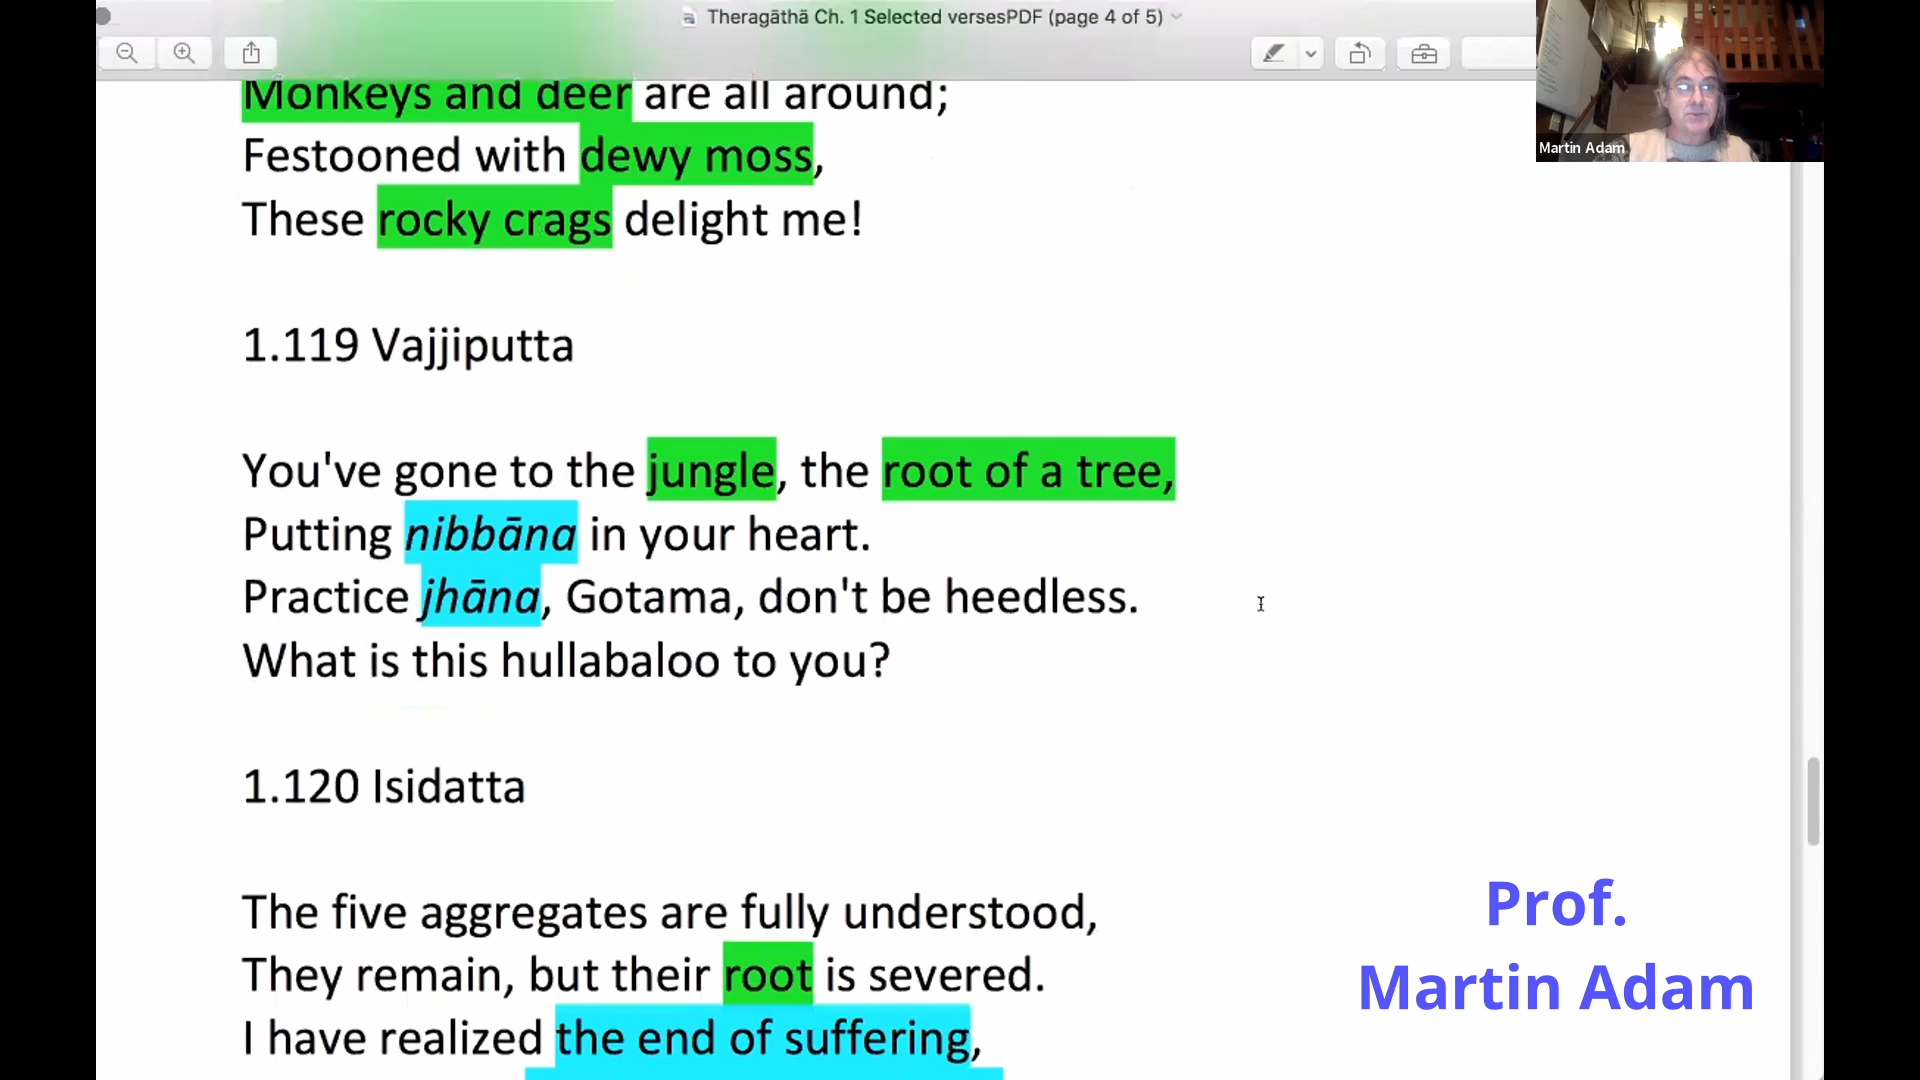 Theragāthā Ch. 1 Selected versesPDF (page 4 of 5)
Martin Adam
Monkeys and deer are all around;
Festooned with dewy moss,
These rocky crags delight me!
1.119 Vajjiputta
You've gone to the jungle, the root of a tree,
Putting nibbāna in your heart.
Practice jhāna, Gotama, don't be heedless.
What is this hullabaloo to you?
1.120 Isidatta
The five aggregates are fully understood,
They remain, but their root is severed.
I have realized the end of suffering,
Prof.
Martin Adam